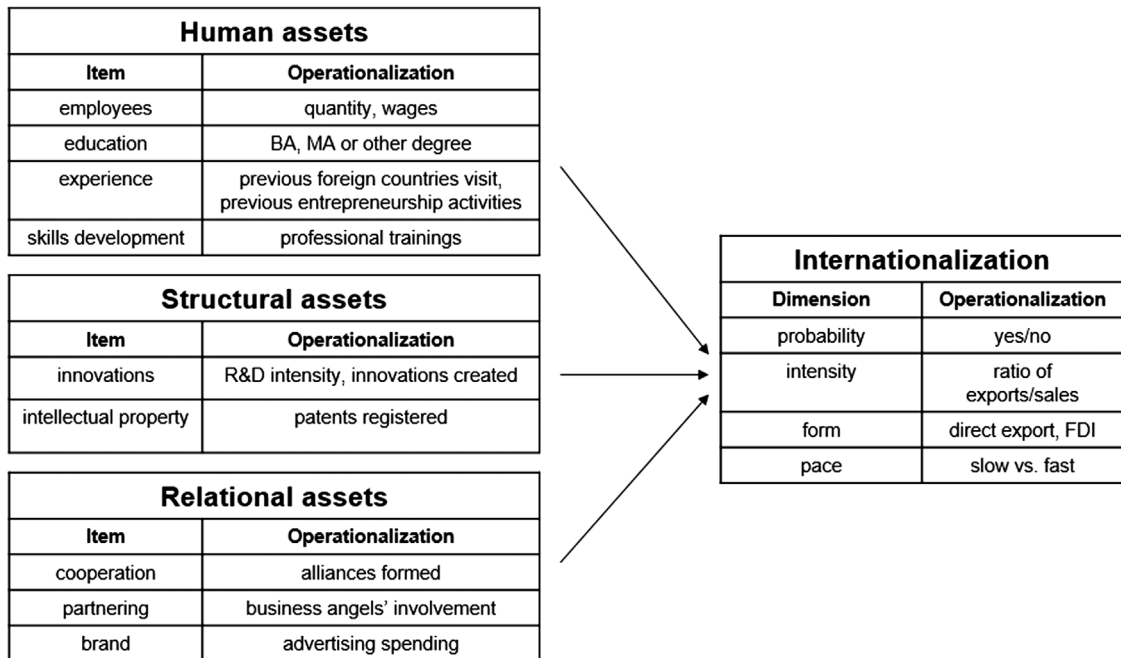 Human assets
Item Operationalization
employees quantity, wages
education BA, MA or other degree
experience previous foreign countries visit,
previous entrepreneurship activities
skills development professional trainings
Structural assets
Item Operationalization
innovations R&D intensity, innovations created
intellectual property patents registered
Relational assets
Item Operationalization
cooperation alliances formed
partnering business angels’ involvement
brand advertising spending
Internationalization
Dimension Operationalization
probability yes/no
intensity ratio of
exports/sales
form direct export, FDI
pace slow vs. fast